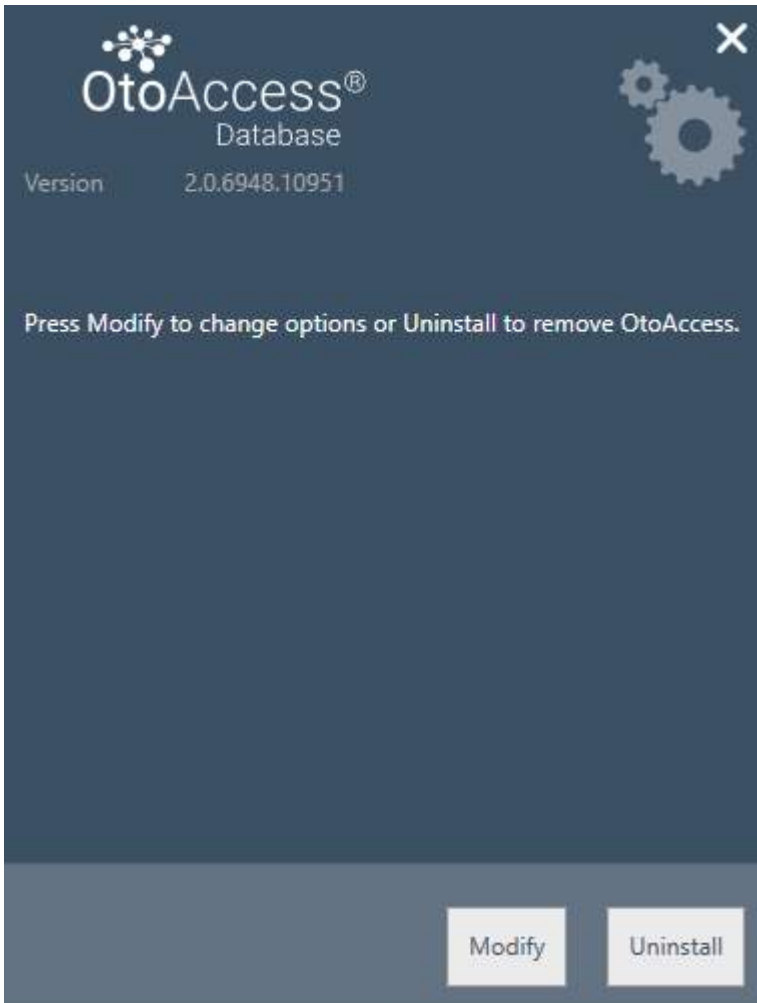 OtoAccess®
Database
Version 2.0.6948.10951
Press Modify to change options or Uninstall to remove OtoAccess.
Modify Uninstall